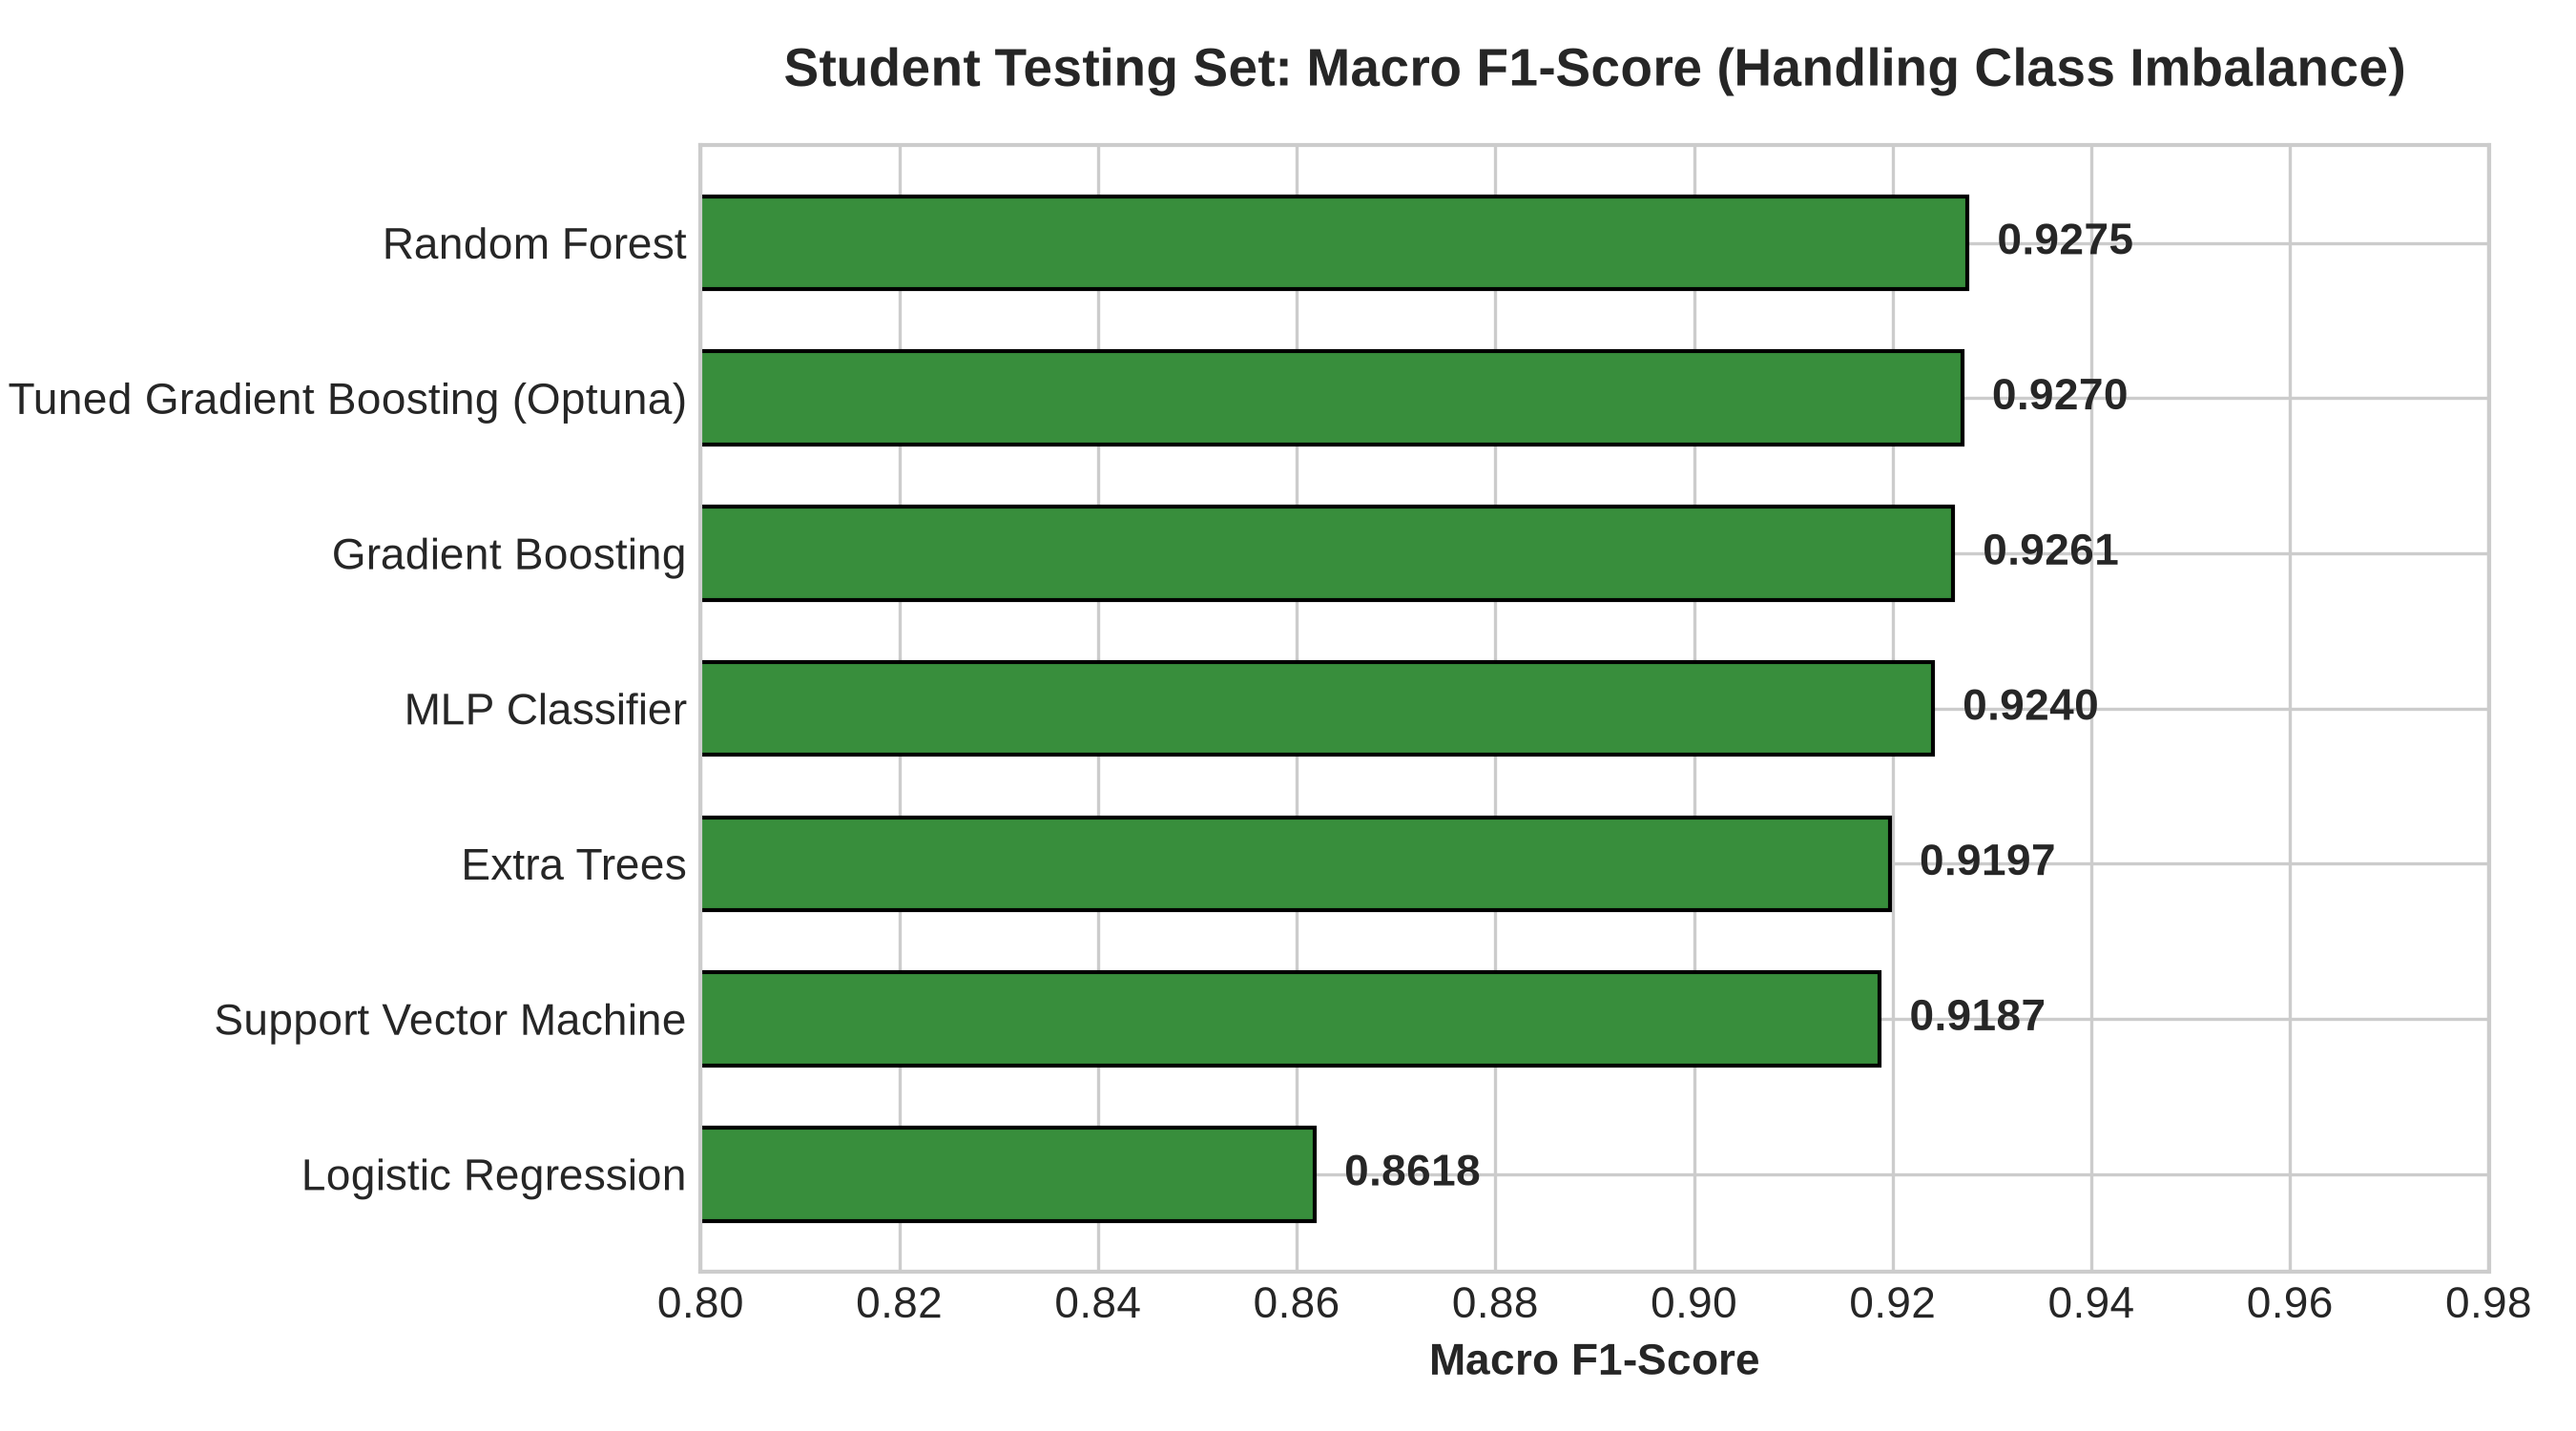 Student Testing Set: Macro F1-Score (Handling Class Imbalance)
Random Forest 0.9275
Tuned Gradient Boosting (Optuna) 0.9270
Gradient Boosting 0.9261
MLP Classifier 0.9240
Extra Trees 0.9197
Support Vector Machine 0.9187
Logistic Regression 0.8618
0.80 0.82 0.84 0.86 0.88 0.90 0.92 0.94 0.96 0.98
Macro F1-Score